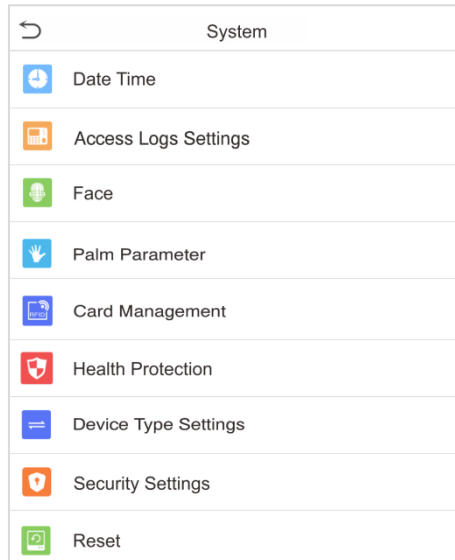 System
Date Time
Access Logs Settings
Face
Palm Parameter
RFID
Card Management
Health Protection
Device Type Settings
Security Settings
Reset